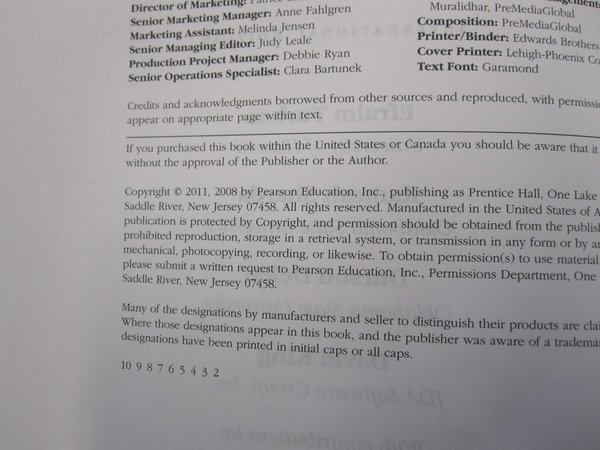 Director of Marketing:
Senior Marketing Manager: Anne Fahlgren
Marketing Assistant: Melinda Jensen
Senior Managing Editor: Judy Leale
Production Project Manager: Debbie Ryan
Senior Operations Specialist: Clara Bartunek
Muralidhar, PreMediaGlobal
Composition: PreMediaGlobal
Printer/Binder: Edwards Brothers
Cover Printer: Lehigh-Phoenix Co
Text Font: Garamond
Credits and acknowledgments borrowed from other sources and reproduced, with permissio
appear on appropriate page within text.
If you purchased this book within the United States or Canada you should be aware that it
without the approval of the Publisher or the Author.
Copyright © 2011, 2008 by Pearson Education, Inc., publishing as Prentice Hall, One Lake
Saddle River, New Jersey 07458. All rights reserved. Manufactured in the United States of A
publication is protected by Copyright, and permission should be obtained from the publish
prohibited reproduction, storage in a retrieval system, or transmission in any form or by an
mechanical, photocopying, recording, or likewise. To obtain permission(s) to use material
please submit a written request to Pearson Education, Inc., Permissions Department, One
Saddle River, New Jersey 07458.
Many of the designations by manufacturers and seller to distinguish their products are clai
Where those designations appear in this book, and the publisher was aware of a trademar
designations have been printed in initial caps or all caps.
10 9 8 7 6 5 4 3 2